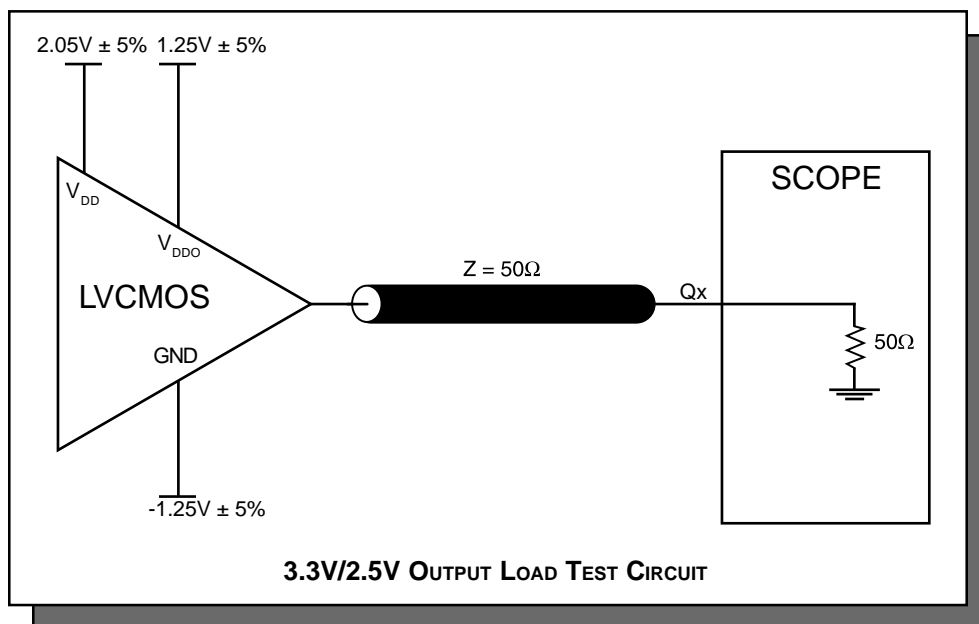 2.05V ± 5% 1.25V ± 5%
SCOPE
VDD
VDDO
Z = 50Ω
LVCMOS
Qx
50Ω
GND
-1.25V ± 5%
3.3V/2.5V OUTPUT LOAD TEST CIRCUIT